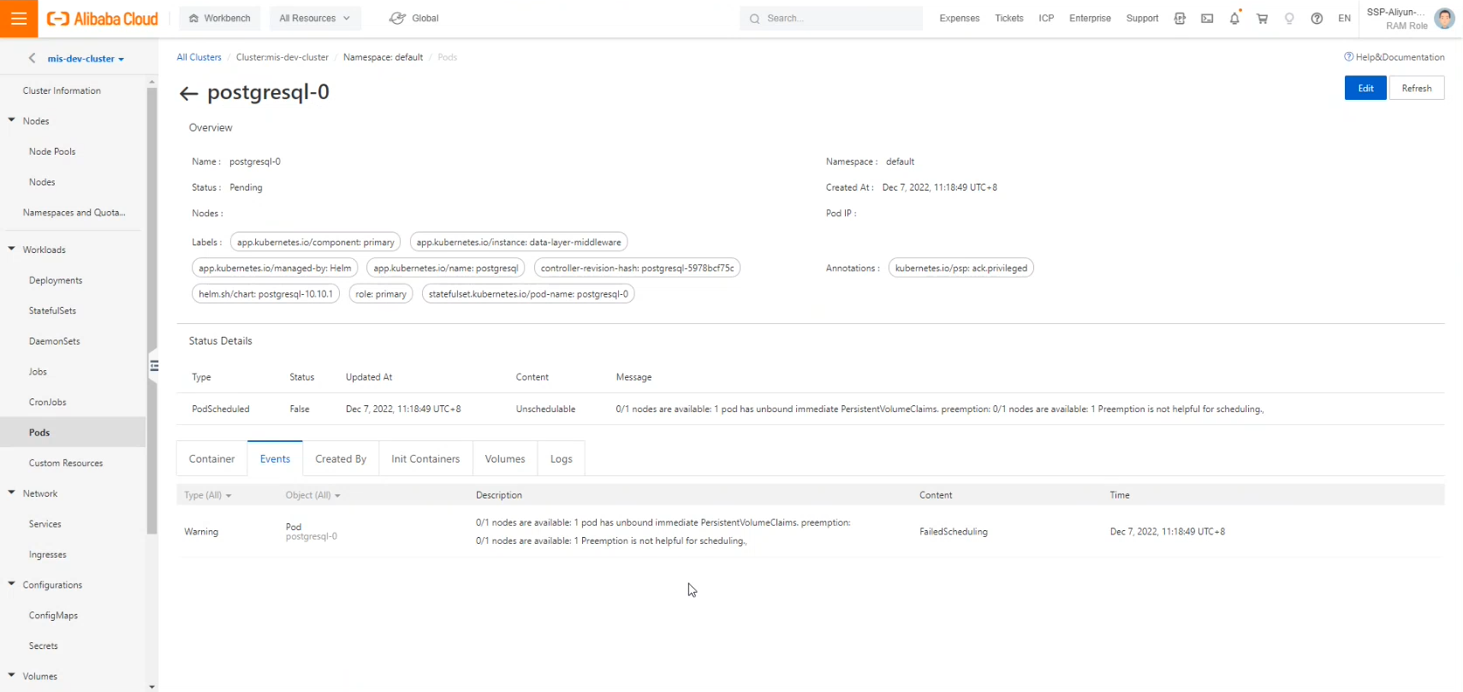 Alibaba Cloud
Workbench
All Resources
Global
Search...
Expenses
Tickets
ICP
Enterprise
Support
EN
SSP-Aliyun-...
RAM Role
mis-dev-cluster
Cluster Information
Nodes
Node Pools
Nodes
Namespaces and Quota...
Workloads
Deployments
StatefulSets
DaemonSets
Jobs
CronJobs
Pods
Custom Resources
Network
Services
Ingresses
Configurations
ConfigMaps
Secrets
Volumes
All Clusters / Cluster:mis-dev-cluster / Namespace: default / Pods
Help&Documentation
postgresql-0
Edit
Refresh
Overview
Name : postgresql-0
Namespace : default
Status : Pending
Created At : Dec 7, 2022, 11:18:49 UTC+8
Nodes :
Pod IP :
Labels : app.kubernetes.io/component: primary app.kubernetes.io/instance: data-layer-middleware
app.kubernetes.io/managed-by: Helm app.kubernetes.io/name: postgresql controller-revision-hash: postgresql-5978bcf75c
helm.sh/chart: postgresql-10.10.1 role: primary statefulset.kubernetes.io/pod-name: postgresql-0
Annotations : kubernetes.io/psp: ack.privileged
Status Details
Type Status Updated At Content Message
PodScheduled False Dec 7, 2022, 11:18:49 UTC+8 Unschedulable 0/1 nodes are available: 1 pod has unbound immediate PersistentVolumeClaims. preemption: 0/1 nodes are available: 1 Preemption is not helpful for scheduling.,
Container Events Created By Init Containers Volumes Logs
Type (All) Object (All) Description Content Time
Warning
Pod
postgresql-0
0/1 nodes are available: 1 pod has unbound immediate PersistentVolumeClaims. preemption:
0/1 nodes are available: 1 Preemption is not helpful for scheduling.,
FailedScheduling
Dec 7, 2022, 11:18:49 UTC+8